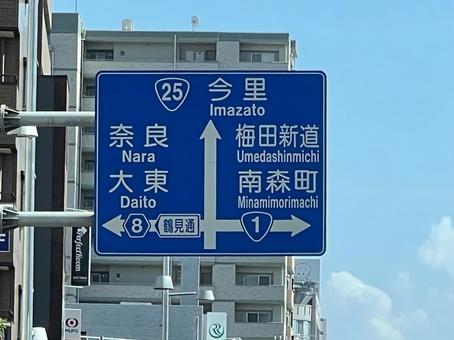 25 今里
Imazato
奈良
Nara
大東
Daito
梅田新道
Umedashinmichi
南森町
Minamimorimachi
8 鶴見通
1
MUFG